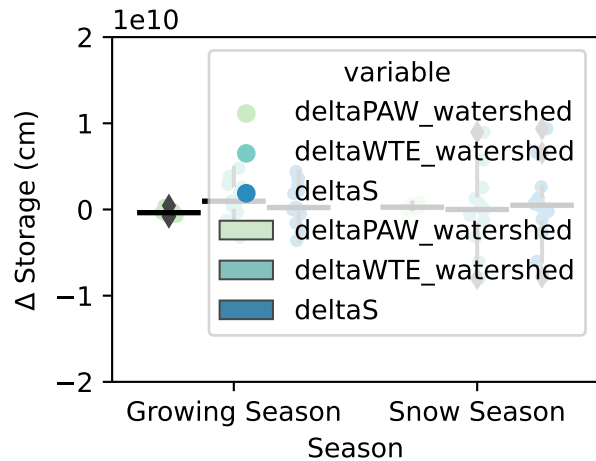 1e10
2
1
0
−1
−2
Δ Storage (cm)
variable
deltaPAW_watershed
deltaWTE_watershed
deltaS
deltaPAW_watershed
deltaWTE_watershed
deltaS
Growing Season
Snow Season
Season